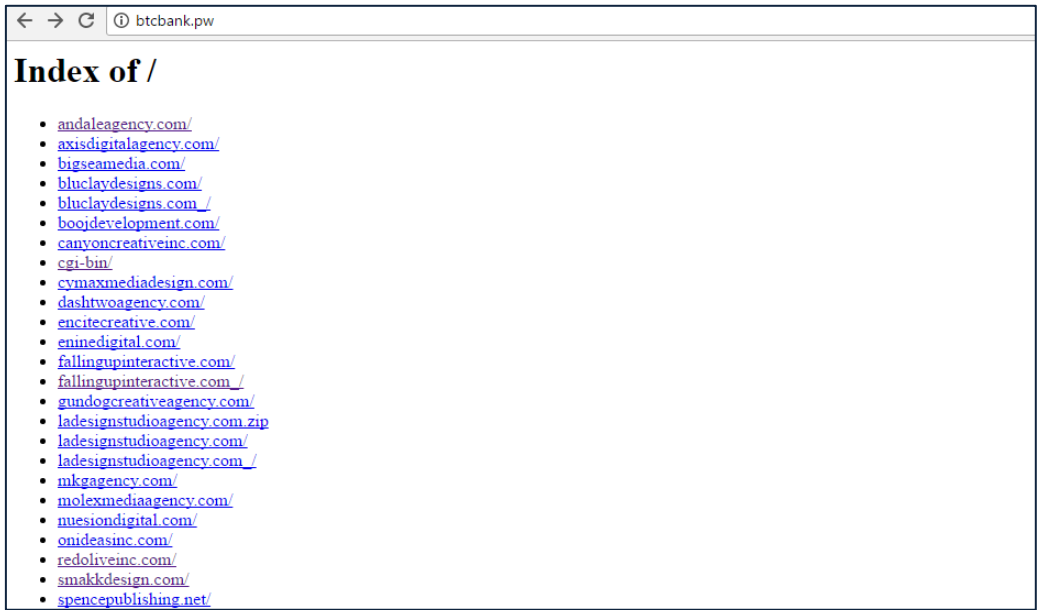 btcbank.pw
Index of /
andaleagency.com/
axisdigitalagency.com/
bigseamedia.com/
bluclaydesigns.com/
bluclaydesigns.com_/
boojdevelopment.com/
canyoncreativeinc.com/
cgi-bin/
cymaxmediadesign.com/
dashtwoagency.com/
encitecreative.com/
eninedigital.com/
fallingupinteractive.com/
fallingupinteractive.com_/
gundogcreativeagency.com/
ladesignstudioagency.com.zip
ladesignstudioagency.com/
ladesignstudioagency.com_/
mkgagency.com/
molexmediaagency.com/
nuesiondigital.com/
onideasinc.com/
redoliveinc.com/
smakkdesign.com/
spencepublishing.net/